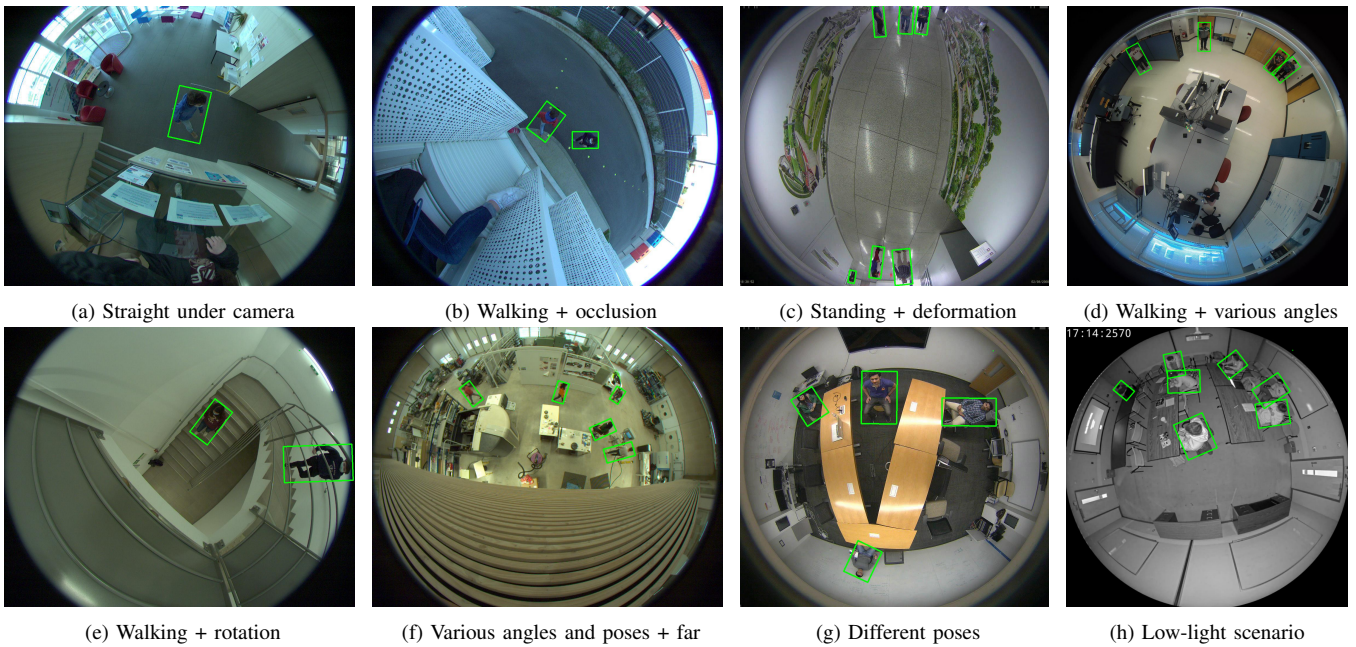 (a) Straight under camera
(b) Walking + occlusion
(c) Standing + deformation
(d) Walking + various angles
17:14:2570
(e) Walking + rotation
(f) Various angles and poses + far
(g) Different poses
(h) Low-light scenario